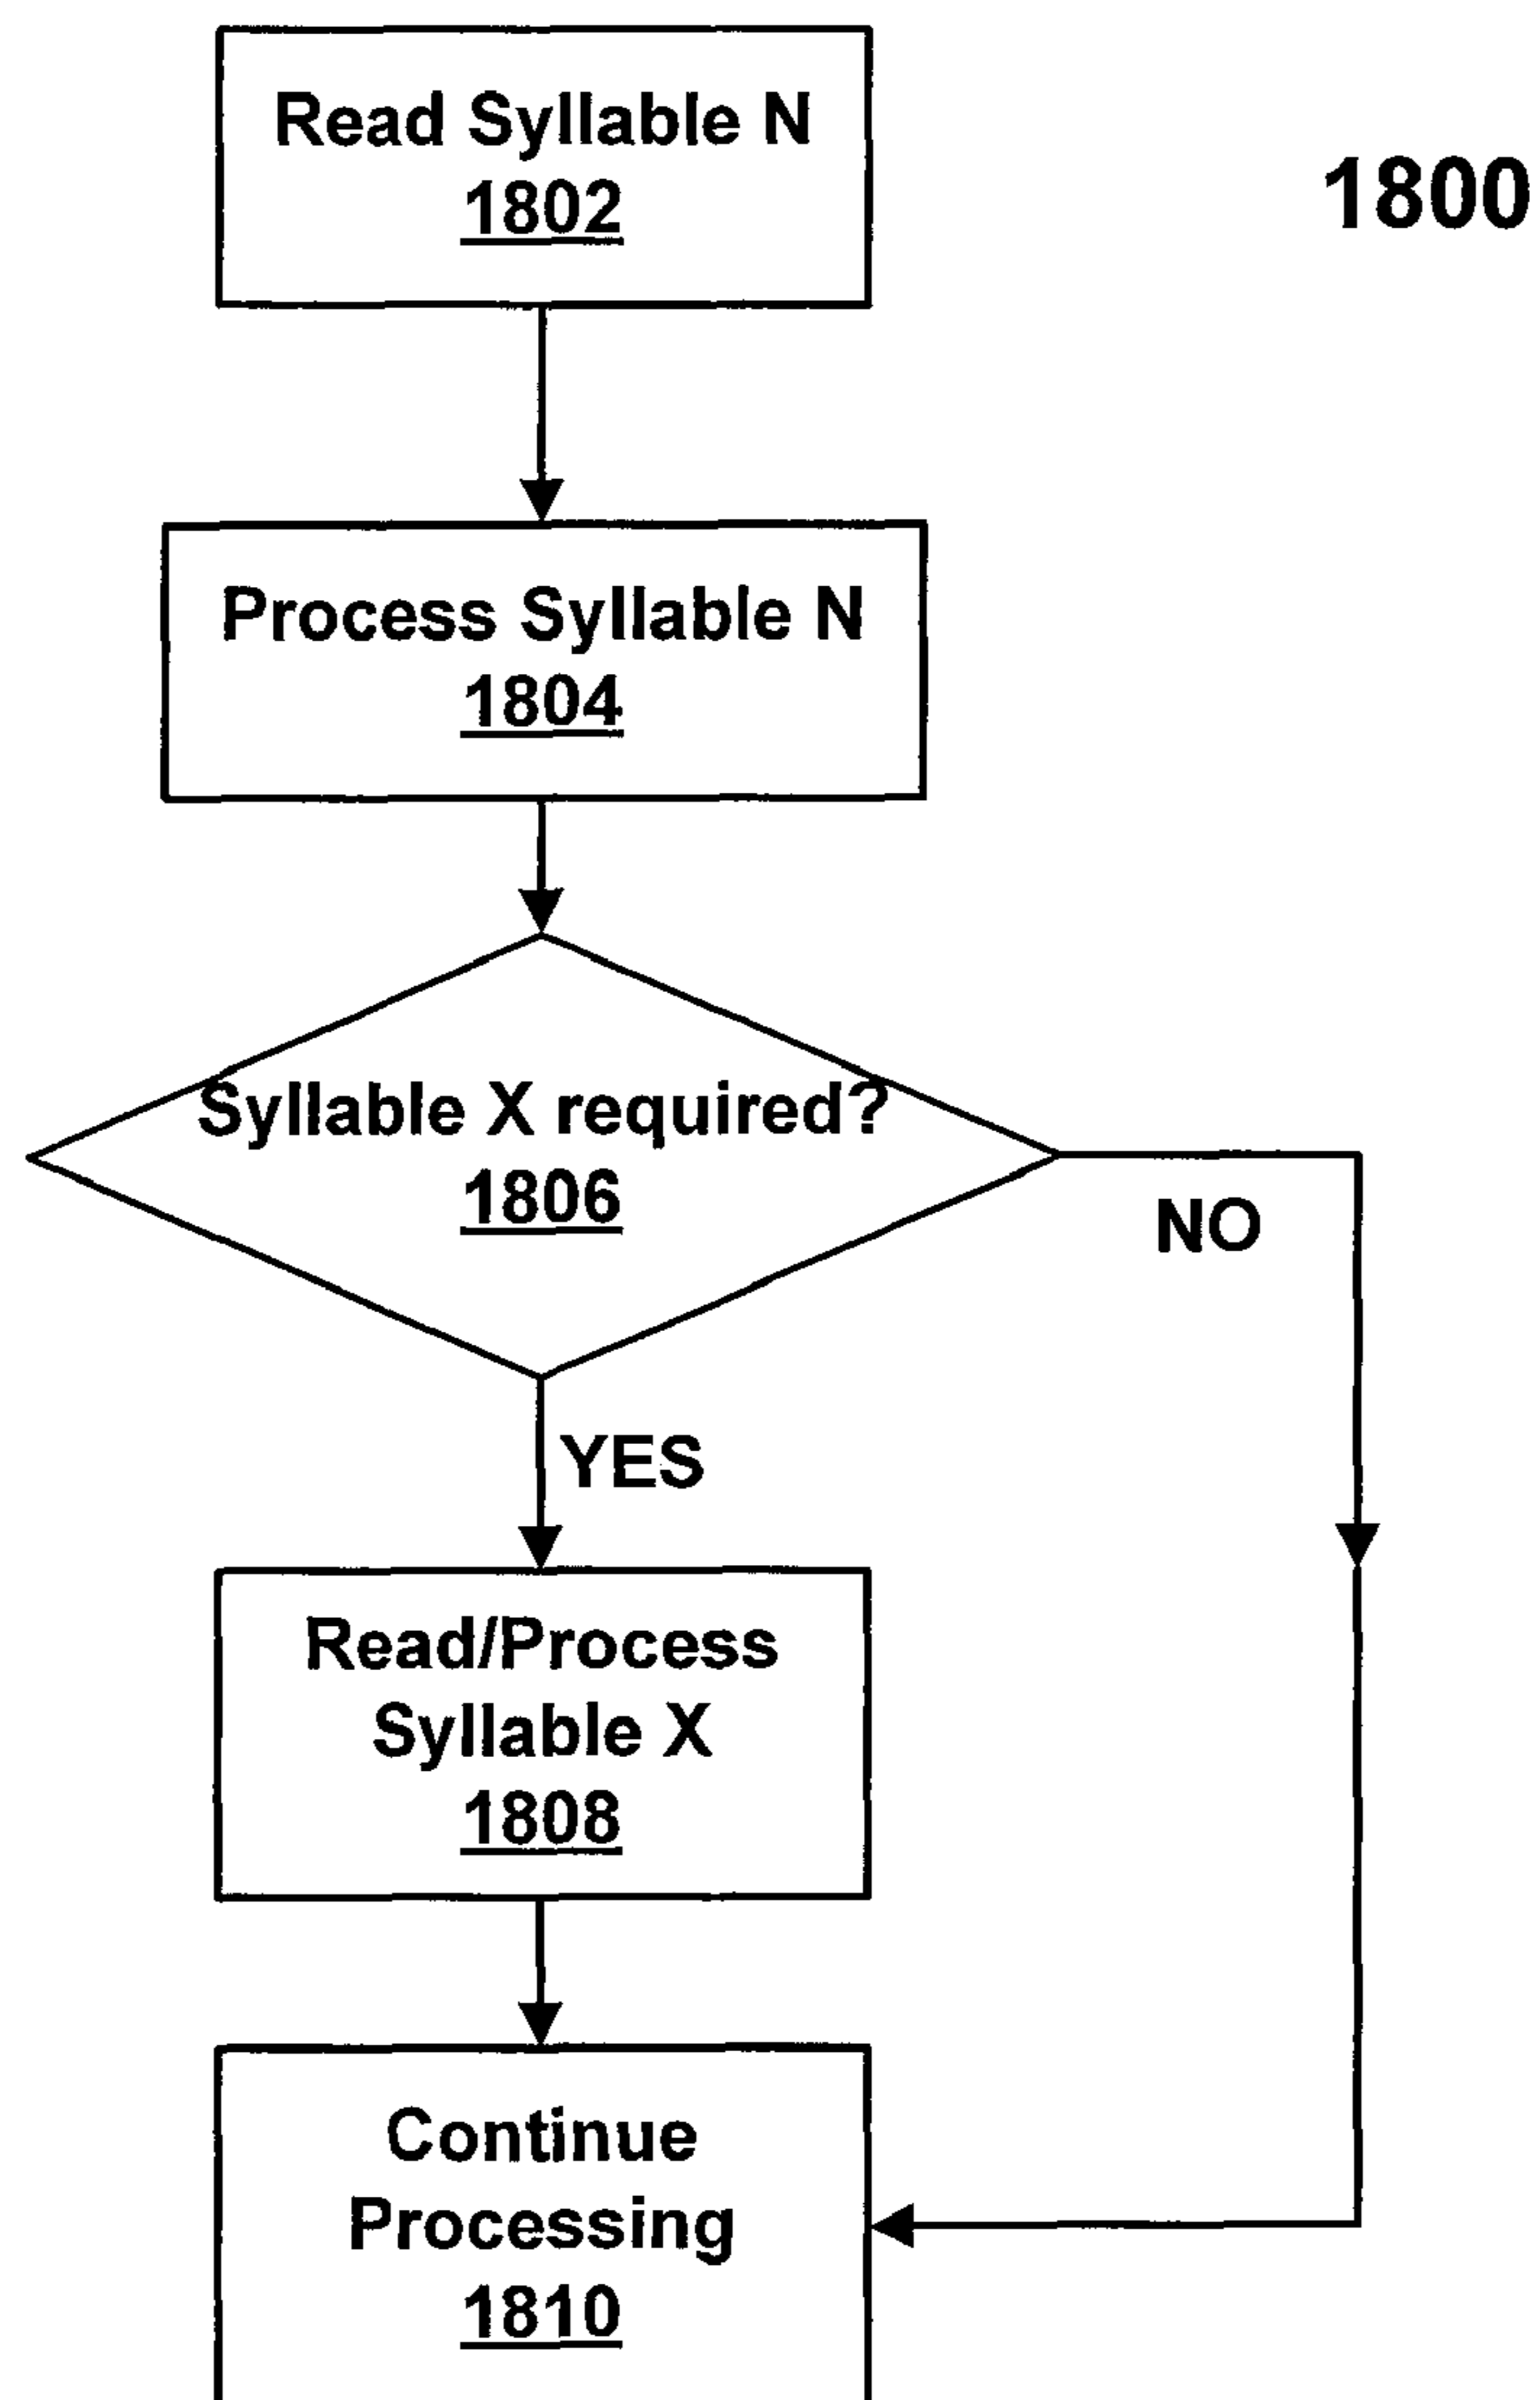 Read Syllable N
1802
1800
Process Syllable N
1804
Syllable X required?
1806
NO
YES
Read/Process
Syllable X
1808
Continue
Processing
1810